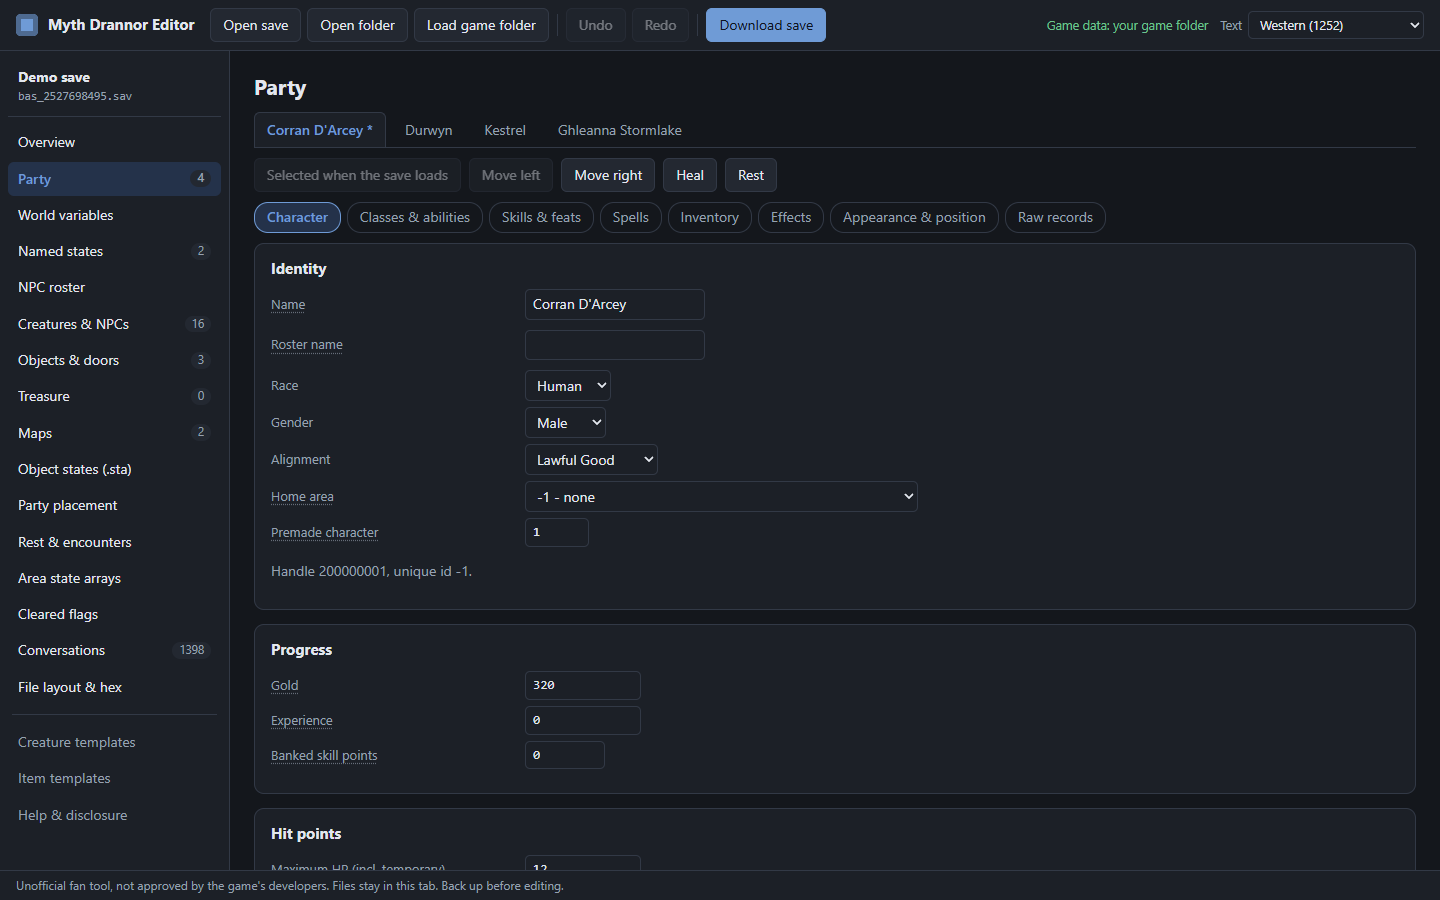 Myth Drannor Editor
Open save
Open folder
Load game folder
Undo
Redo
Download save
Game data: your game folder
Text
Western (1252)
Demo save
bas_2527698495.sav
Overview
Party 4
World variables
Named states 2
NPC roster
Creatures & NPCs 16
Objects & doors 3
Treasure 0
Maps 2
Object states (.sta)
Party placement
Rest & encounters
Area state arrays
Cleared flags
Conversations 1398
File layout & hex
Creature templates
Item templates
Help & disclosure
Party
Corran D'Arcey *
Durwyn
Kestrel
Ghleanna Stormlake
Selected when the save loads
Move left
Move right
Heal
Rest
Character
Classes & abilities
Skills & feats
Spells
Inventory
Effects
Appearance & position
Raw records
Identity
Name Corran D'Arcey
Roster name
Race Human
Gender Male
Alignment Lawful Good
Home area -1 - none
Premade character 1
Handle 200000001, unique id -1.
Progress
Gold 320
Experience 0
Banked skill points 0
Hit points
Maximum HP (incl. temporary) 12
Unofficial fan tool, not approved by the game's developers. Files stay in this tab. Back up before editing.